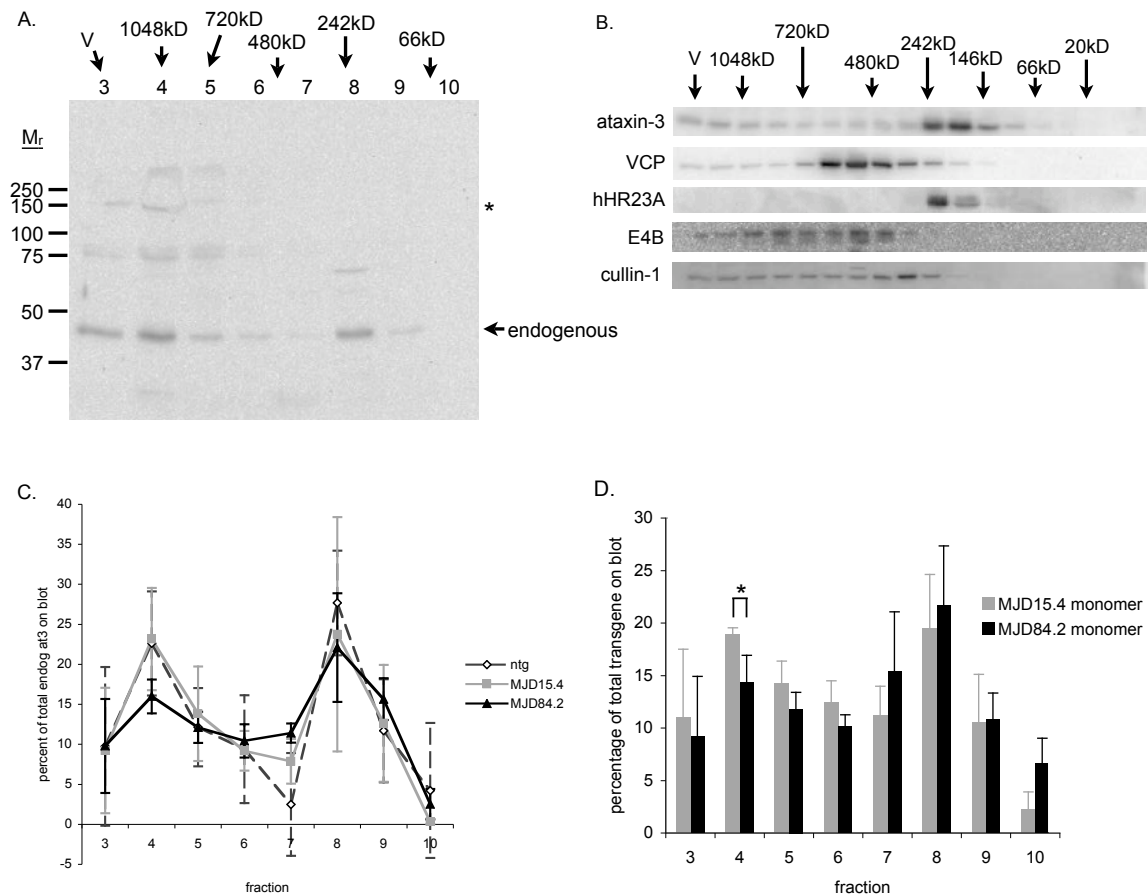 A.
V
1048kD
720kD
480kD
242kD
66kD
3 4 5 6 7 8 9 10
Mr
250
150
100
75
50
37
*
endogenous
B.
V
1048kD
720kD
480kD
242kD
146kD
66kD
20kD
ataxin-3
VCP
hHR23A
E4B
cullin-1
C.
percent of total endog at3 on blot
40
35
30
25
20
15
10
5
0
-5
3 4 5 6 7 8 9 10
fraction
ntg
MJD15.4
MJD84.2
D.
percentage of total transgene on blot
30
25
20
15
10
5
0
*
3 4 5 6 7 8 9 10
fraction
MJD15.4 monomer
MJD84.2 monomer